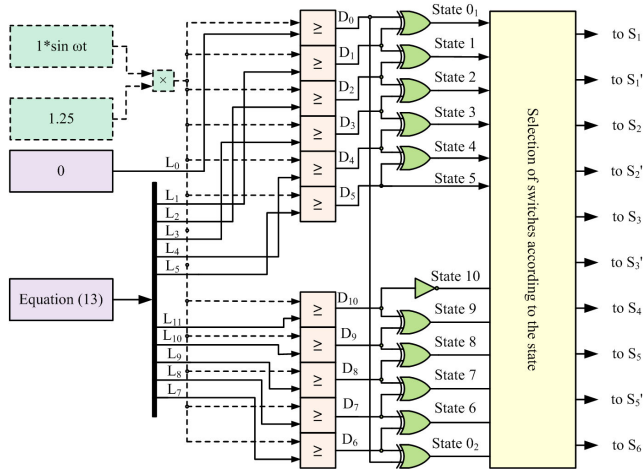 1*sin ωt
×
1.25
0
Equation (13)
L0
L1
L2
L3
L4
L5
L11
L10
L9
L8
L7
≥
≥
≥
≥
≥
≥
≥
≥
≥
≥
≥
D0
D1
D2
D3
D4
D5
D10
D9
D8
D7
D6
State 01
State 1
State 2
State 3
State 4
State 5
State 10
State 9
State 8
State 7
State 6
State 02
Selection of switches according to the state
to S1
to S1'
to S2
to S2'
to S3
to S3'
to S4
to S5
to S5'
to S6